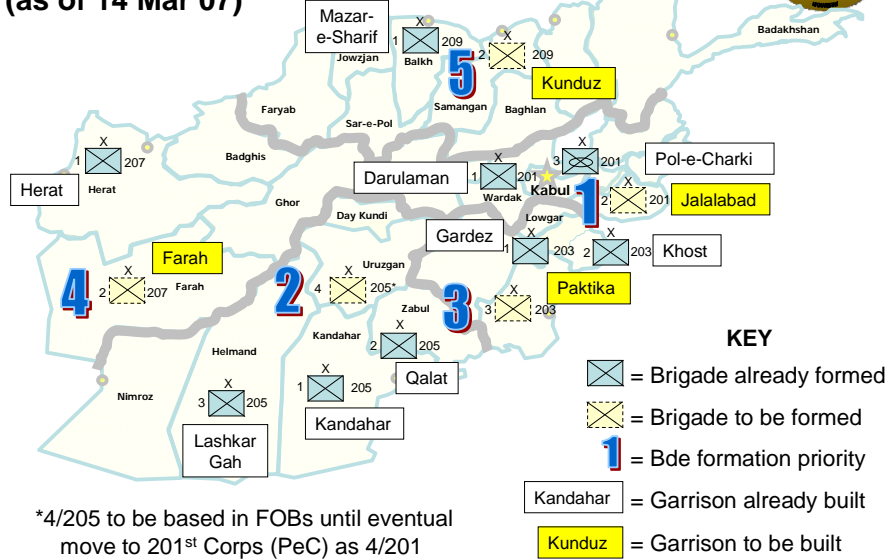 (as of 14 Mar 07)
Mazar-
e-Sharif
Jowzjan
X
1 209
Balkh
5
X
2 209
Kunduz
Badakhshan
Samangan
Baghlan
Faryab
Sar-e-Pol
Badghis
X
1 207
Herat
Herat
Darulaman
X
1 201
Wardak
Kabul
X
3 201
Pol-e-Charki
1
X
2 201
Jalalabad
Ghor
Day Kundi
Lowgar
Gardez
X
1 203
X
2 203
Khost
Farah
4
X
2 207
Farah
2
Uruzgan
X
4 205*
3
X
3 203
Paktika
Zabul
Kandahar
X
2 205
Qalat
Helmand
X
1 205
Kandahar
Nimroz
X
3 205
Lashkar
Gah
KEY
X
= Brigade already formed
X
= Brigade to be formed
1 = Bde formation priority
Kandahar = Garrison already built
Kunduz = Garrison to be built
*4/205 to be based in FOBs until eventual
move to 201st Corps (PeC) as 4/201